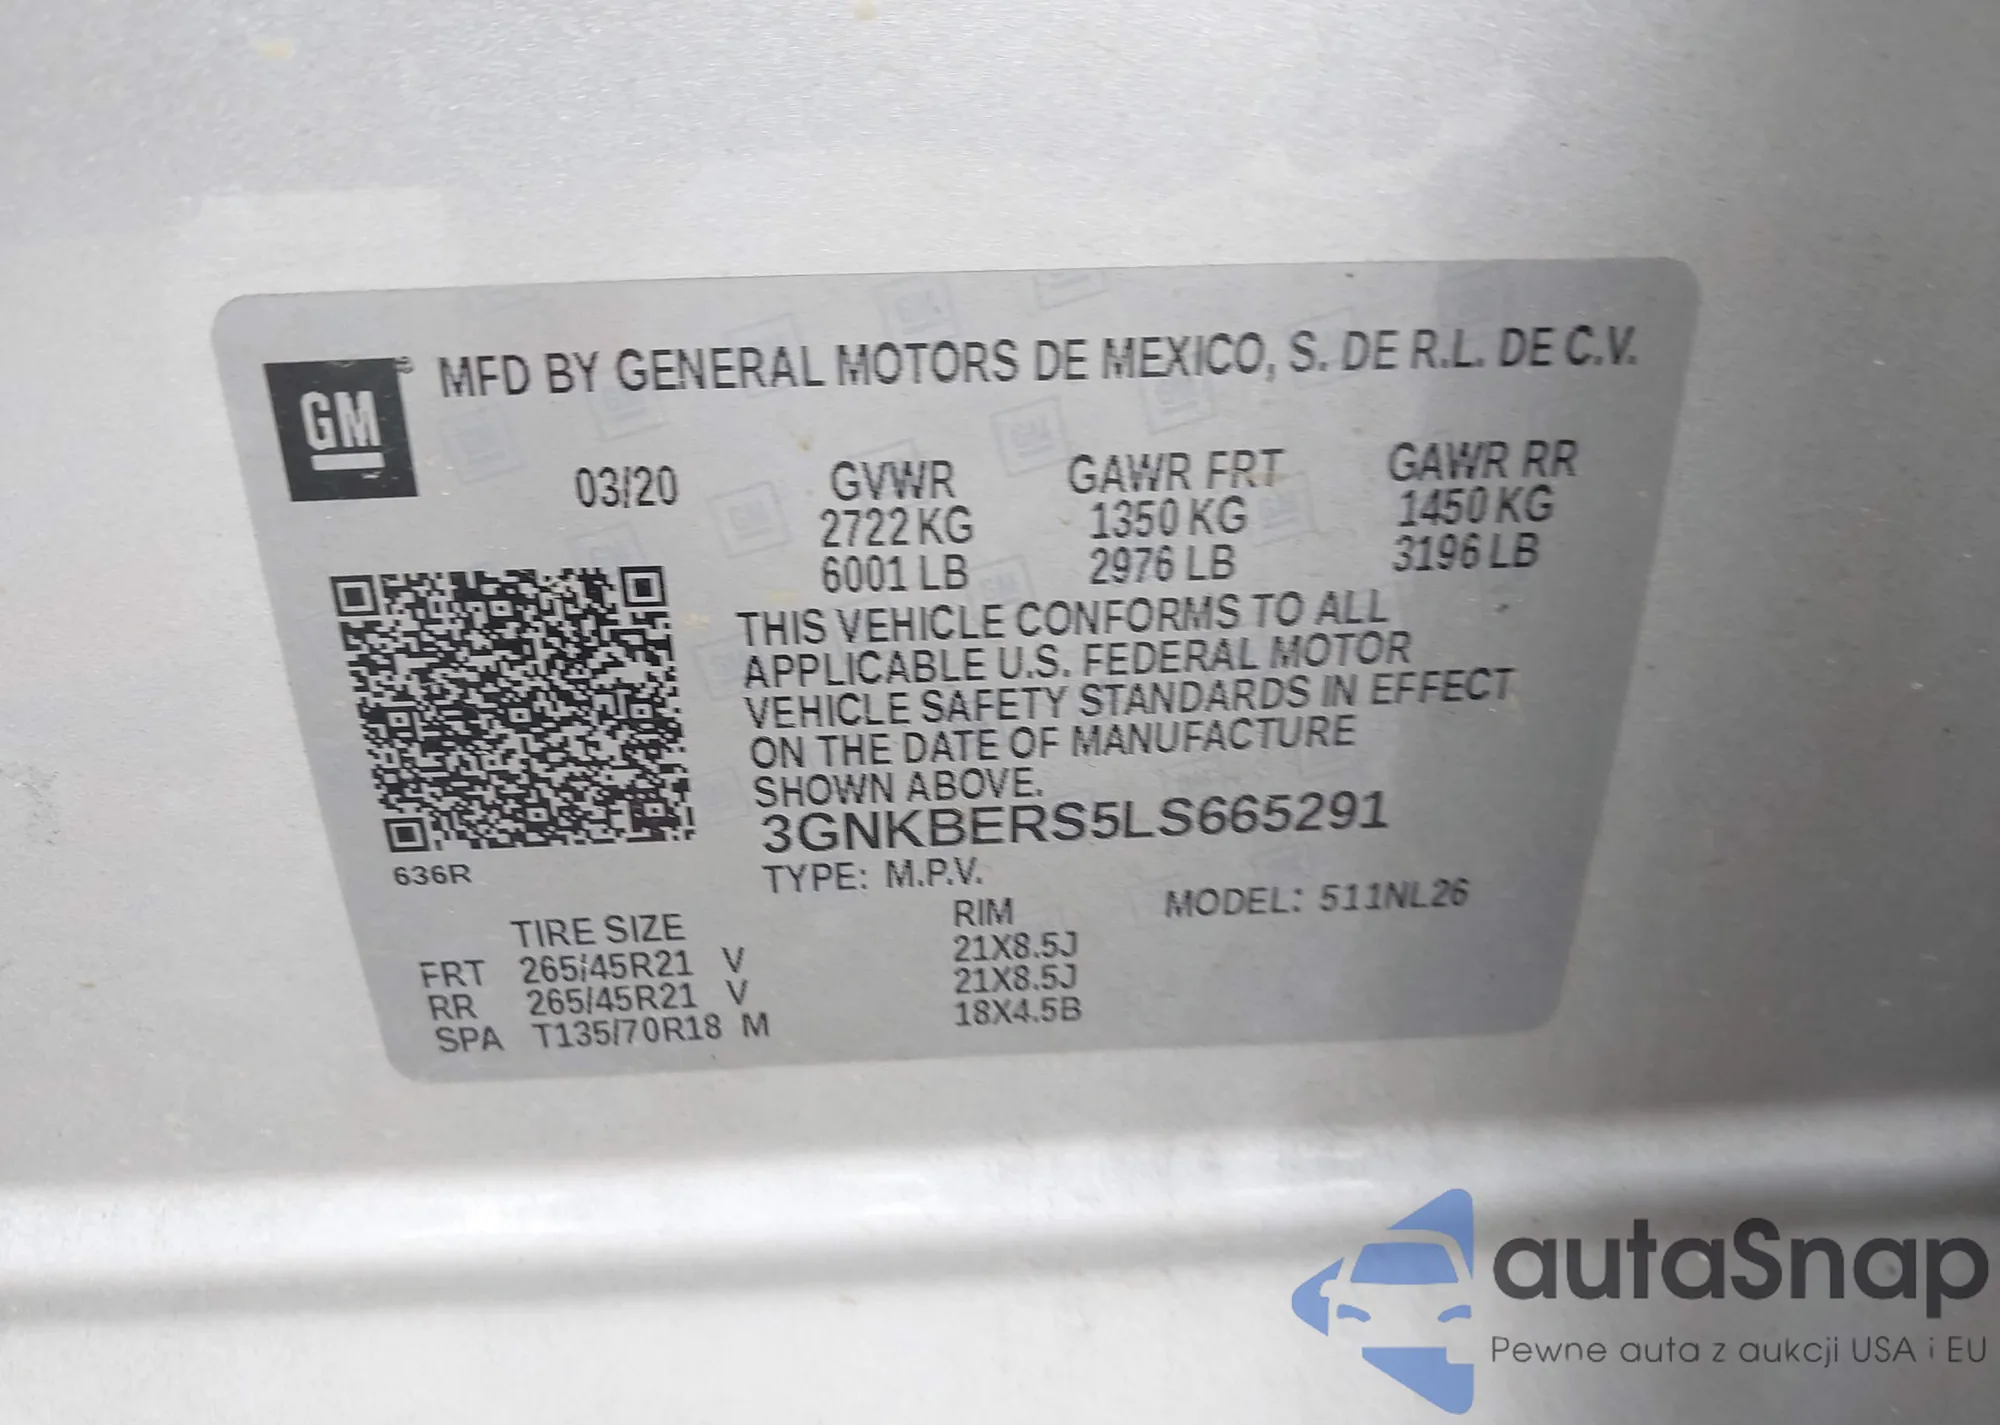 GM
MFD BY GENERAL MOTORS DE MEXICO, S. DE R.L. DE C.V.
03/20 GVWR GAWR FRT GAWR RR
2722 KG 1350 KG 1450 KG
6001 LB 2976 LB 3196 LB
THIS VEHICLE CONFORMS TO ALL
APPLICABLE U.S. FEDERAL MOTOR
VEHICLE SAFETY STANDARDS IN EFFECT
ON THE DATE OF MANUFACTURE
SHOWN ABOVE.
3GNKBERS5LS665291
636R
TYPE: M.P.V. MODEL: 511NL26
TIRE SIZE RIM
FRT 265/45R21 V 21X8.5J
RR 265/45R21 V 21X8.5J
SPA T135/70R18 M 18X4.5B
autaSnap
Pewne auta z aukcji USA i EU